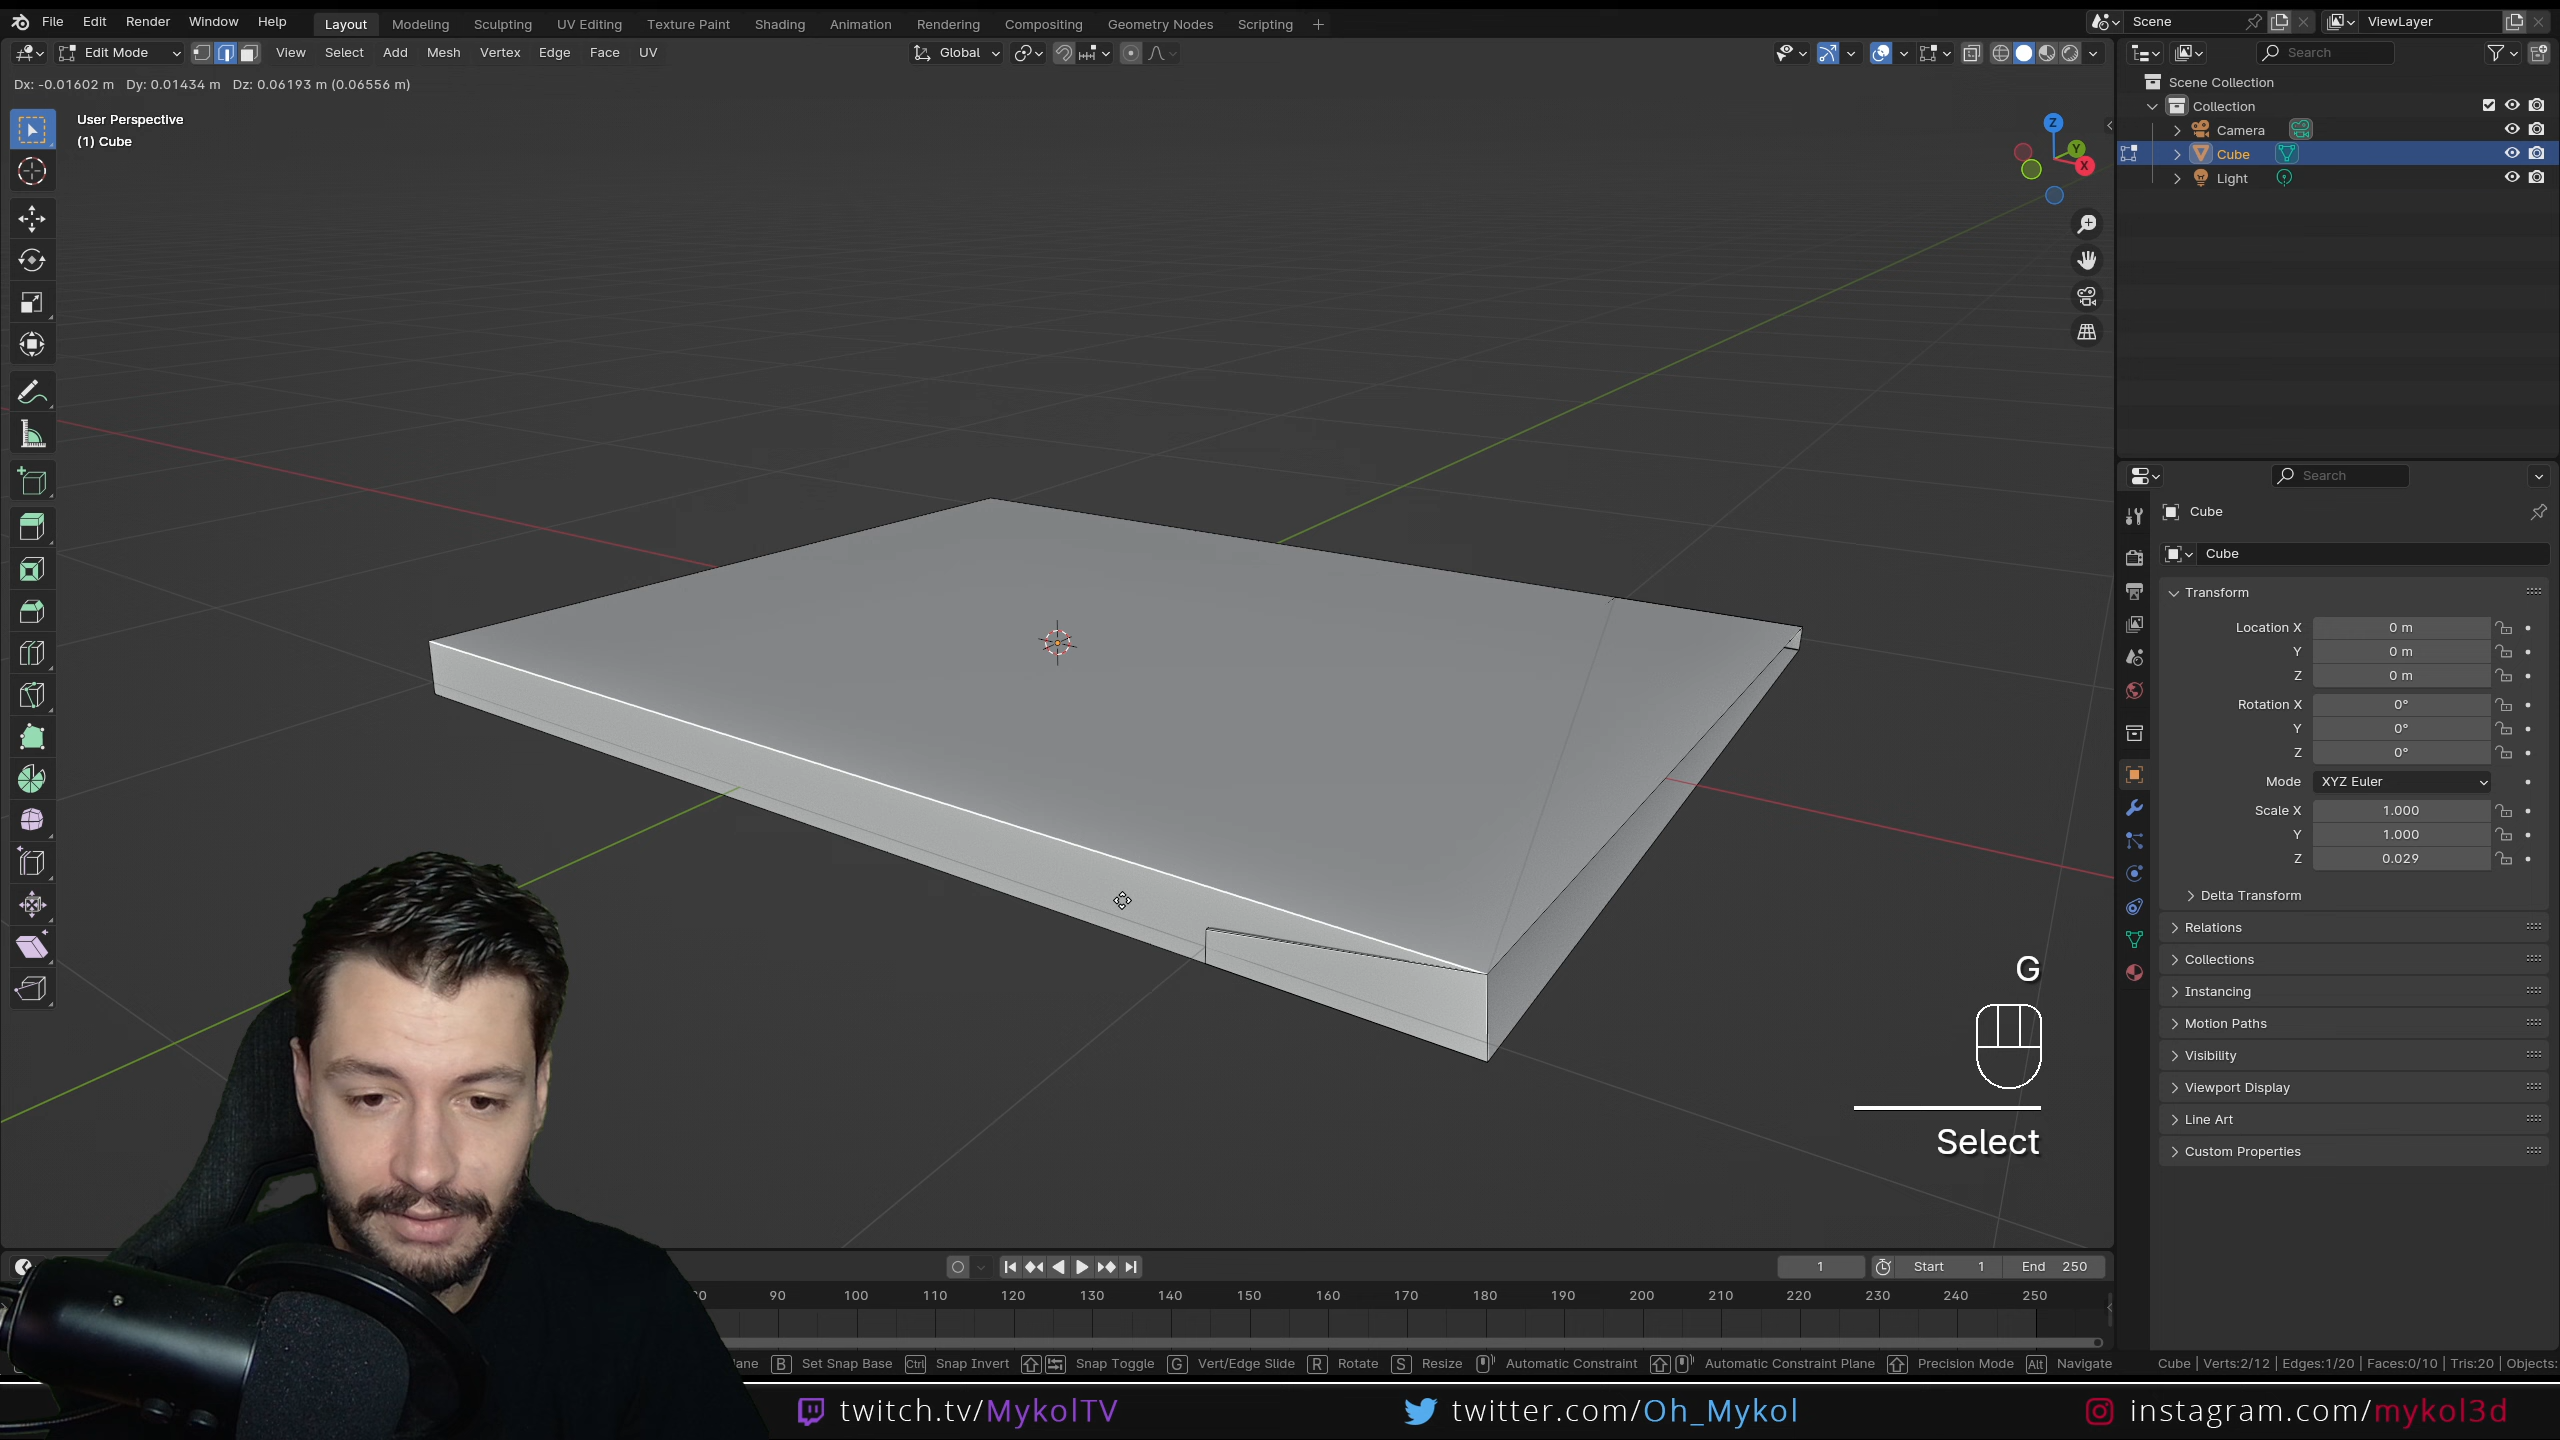 File Edit Render Window Help Layout Modeling Sculpting UV Editing Texture Paint Shading Animation Rendering Compositing Geometry Nodes Scripting Scene ViewLayer
Edit Mode View Select Add Mesh Vertex Edge Face UV Global Search
Dx: -0.01602 m Dy: 0.01434 m Dz: 0.06193 m (0.06556 m)
User Perspective
(1) Cube
Z
Y
X
Scene Collection
Collection
Camera
Cube
Light
Search
Cube
Cube
Transform
Location X 0 m
Y 0 m
Z 0 m
Rotation X 0°
Y 0°
Z 0°
Mode XYZ Euler
Scale X 1.000
Y 1.000
Z 0.029
Delta Transform
Relations
Collections
Instancing
Motion Paths
Visibility
Viewport Display
Line Art
Custom Properties
G
Select
1 Start 1 End 250
90 100 110 120 130 140 150 160 170 180 190 200 210 220 230 240 250
B Set Snap Base Ctrl Snap Invert Snap Toggle G Vert/Edge Slide R Rotate S Resize Automatic Constraint Automatic Constraint Plane Precision Mode Alt Navigate Cube | Verts:2/12 | Edges:1/20 | Faces:0/10 | Tris:20 | Objects:
twitch.tv/MykolTV twitter.com/Oh_Mykol instagram.com/mykol3d